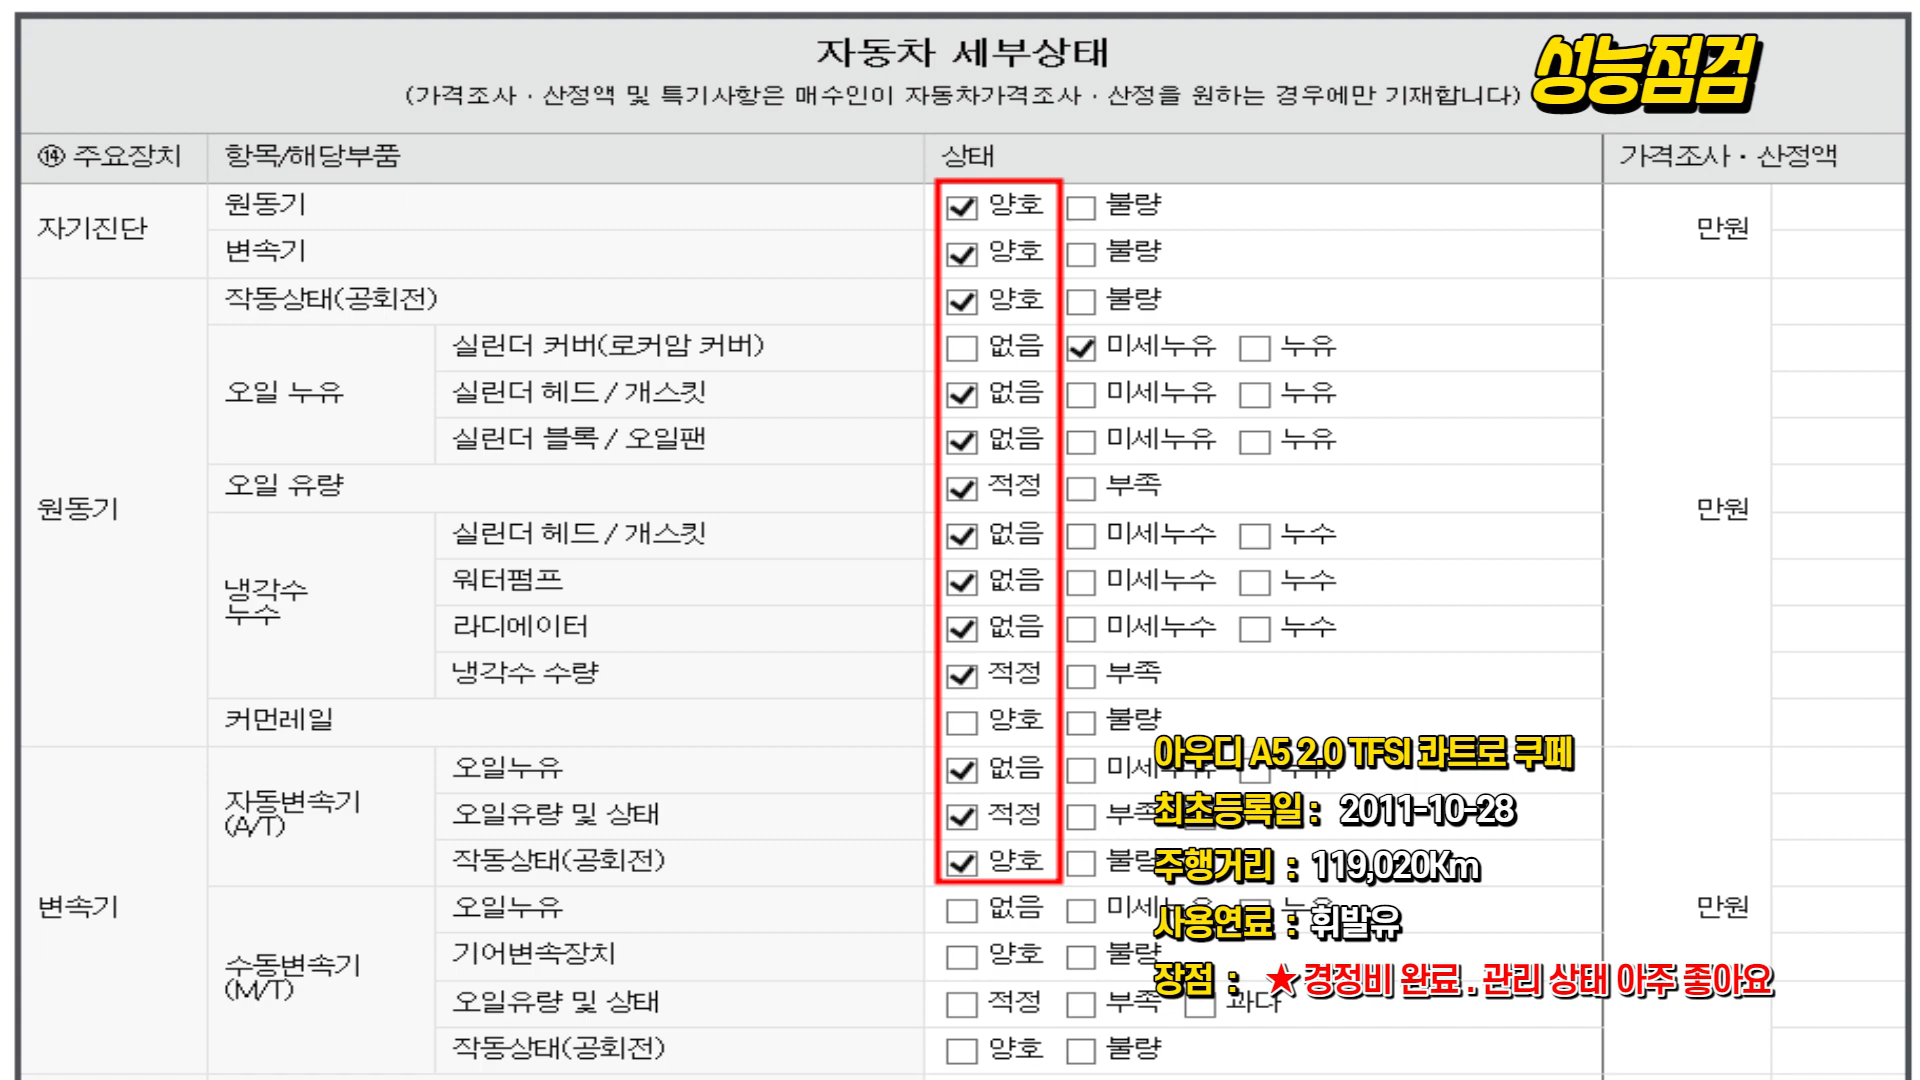 자동차 세부상태
(가격조사 · 산정액 및 특기사항은 매수인이 자동차가격조사 · 산정을 원하는 경우에만 기재합니다)
성능점검
⑭ 주요장치 항목/해당부품 상태 가격조사 · 산정액
자기진단 원동기 양호 불량 만원
변속기 양호 불량
원동기 작동상태(공회전) 양호 불량 만원
오일 누유 실린더 커버(로커암 커버) 없음 미세누유 누유
실린더 헤드 / 개스킷 없음 미세누유 누유
실린더 블록 / 오일팬 없음 미세누유 누유
오일 유량 적정 부족
냉각수
누수
실린더 헤드 / 개스킷 없음 미세누수 누수
워터펌프 없음 미세누수 누수
라디에이터 없음 미세누수 누수
냉각수 수량 적정 부족
커먼레일 양호 불량
변속기 만원
자동변속기
(A/T)
오일누유 없음 누유
오일유량 및 상태 적정 부족
작동상태(공회전) 양호 불량
수동변속기
(M/T)
오일누유 없음 미세누유 누유
기어변속장치 양호 불량
오일유량 및 상태 적정 부족 과다
작동상태(공회전) 양호 불량
아우디 A5 2.0 TFSI 콰트로 쿠페
최초등록일 : 2011-10-28
주행거리 : 119,020Km
사용연료 : 휘발유
장점 : ★ 경정비 완료 . 관리 상태 아주 좋아요